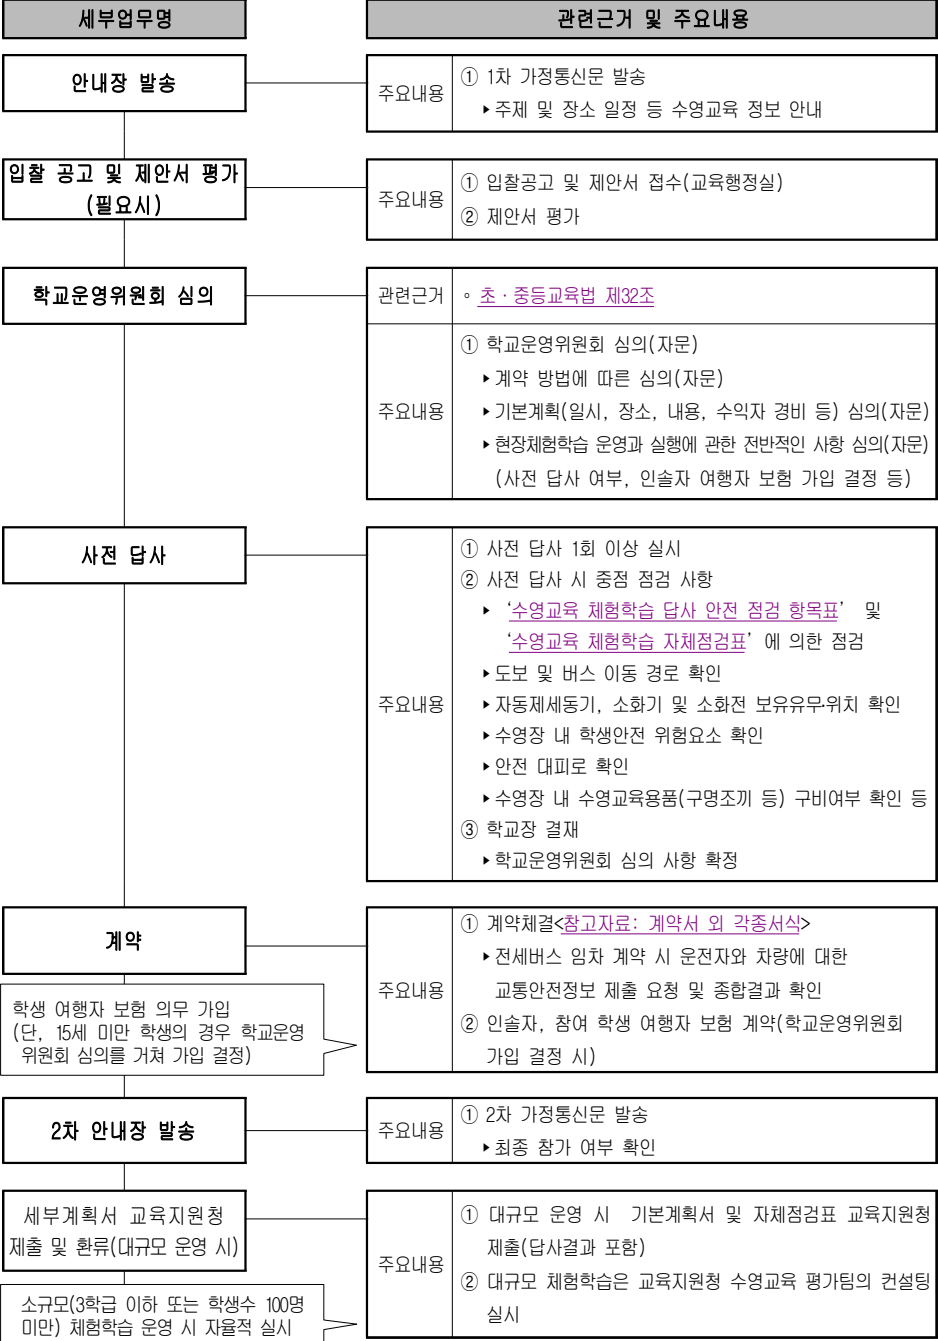 세부업무명
관련근거 및 주요내용
안내장 발송
주요내용
① 1차 가정통신문 발송
▸주제 및 장소 일정 등 수영교육 정보 안내
입찰 공고 및 제안서 평가
(필요시)
주요내용
① 입찰공고 및 제안서 접수(교육행정실)
② 제안서 평가
학교운영위원회 심의
관련근거
◦ 초ㆍ중등교육법 제32조
주요내용
① 학교운영위원회 심의(자문)
▸계약 방법에 따른 심의(자문)
▸기본계획(일시, 장소, 내용, 수익자 경비 등) 심의(자문)
▸현장체험학습 운영과 실행에 관한 전반적인 사항 심의(자문)
(사전 답사 여부, 인솔자 여행자 보험 가입 결정 등)
사전 답사
주요내용
① 사전 답사 1회 이상 실시
② 사전 답사 시 중점 점검 사항
▸ ‘수영교육 체험학습 답사 안전 점검 항목표’ 및
‘수영교육 체험학습 자체점검표’에 의한 점검
▸도보 및 버스 이동 경로 확인
▸자동제세동기, 소화기 및 소화전 보유유무·위치 확인
▸수영장 내 학생안전 위험요소 확인
▸안전 대피로 확인
▸수영장 내 수영교육용품(구명조끼 등) 구비여부 확인 등
③ 학교장 결재
▸학교운영위원회 심의 사항 확정
계약
학생 여행자 보험 의무 가입
(단, 15세 미만 학생의 경우 학교운영
위원회 심의를 거쳐 가입 결정)
주요내용
① 계약체결<참고자료: 계약서 외 각종서식>
▸전세버스 임차 계약 시 운전자와 차량에 대한
교통안전정보 제출 요청 및 종합결과 확인
② 인솔자, 참여 학생 여행자 보험 계약(학교운영위원회
가입 결정 시)
2차 안내장 발송
주요내용
① 2차 가정통신문 발송
▸최종 참가 여부 확인
세부계획서 교육지원청
제출 및 환류(대규모 운영 시)
소규모(3학급 이하 또는 학생수 100명
미만) 체험학습 운영 시 자율적 실시
주요내용
① 대규모 운영 시 기본계획서 및 자체점검표 교육지원청
제출(답사결과 포함)
② 대규모 체험학습은 교육지원청 수영교육 평가팀의 컨설팅
실시